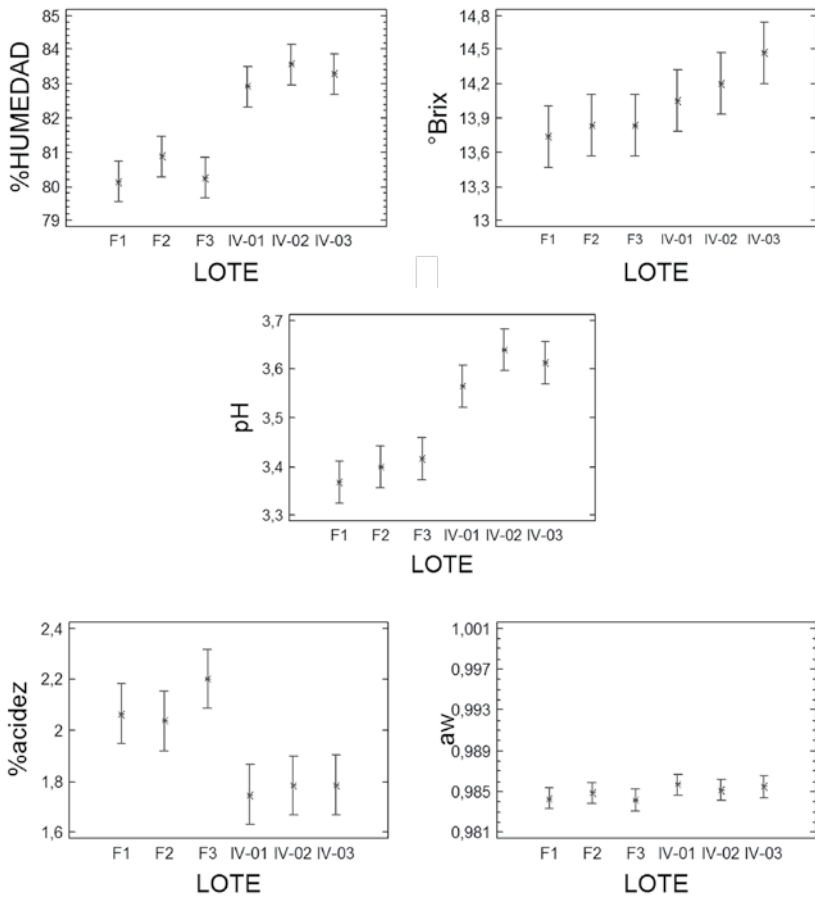 %HUMEDAD
85
84
83
82
81
80
79
F1 F2 F3 IV-01 IV-02 IV-03
LOTE
°Brix
14,8
14,5
14,2
13,9
13,6
13,3
13
F1 F2 F3 IV-01 IV-02 IV-03
LOTE
pH
3,7
3,6
3,5
3,4
3,3
F1 F2 F3 IV-01 IV-02 IV-03
LOTE
%acidez
2,4
2,2
2
1,8
1,6
F1 F2 F3 IV-01 IV-02 IV-03
LOTE
aw
1,001
0,997
0,993
0,989
0,985
0,981
F1 F2 F3 IV-01 IV-02 IV-03
LOTE